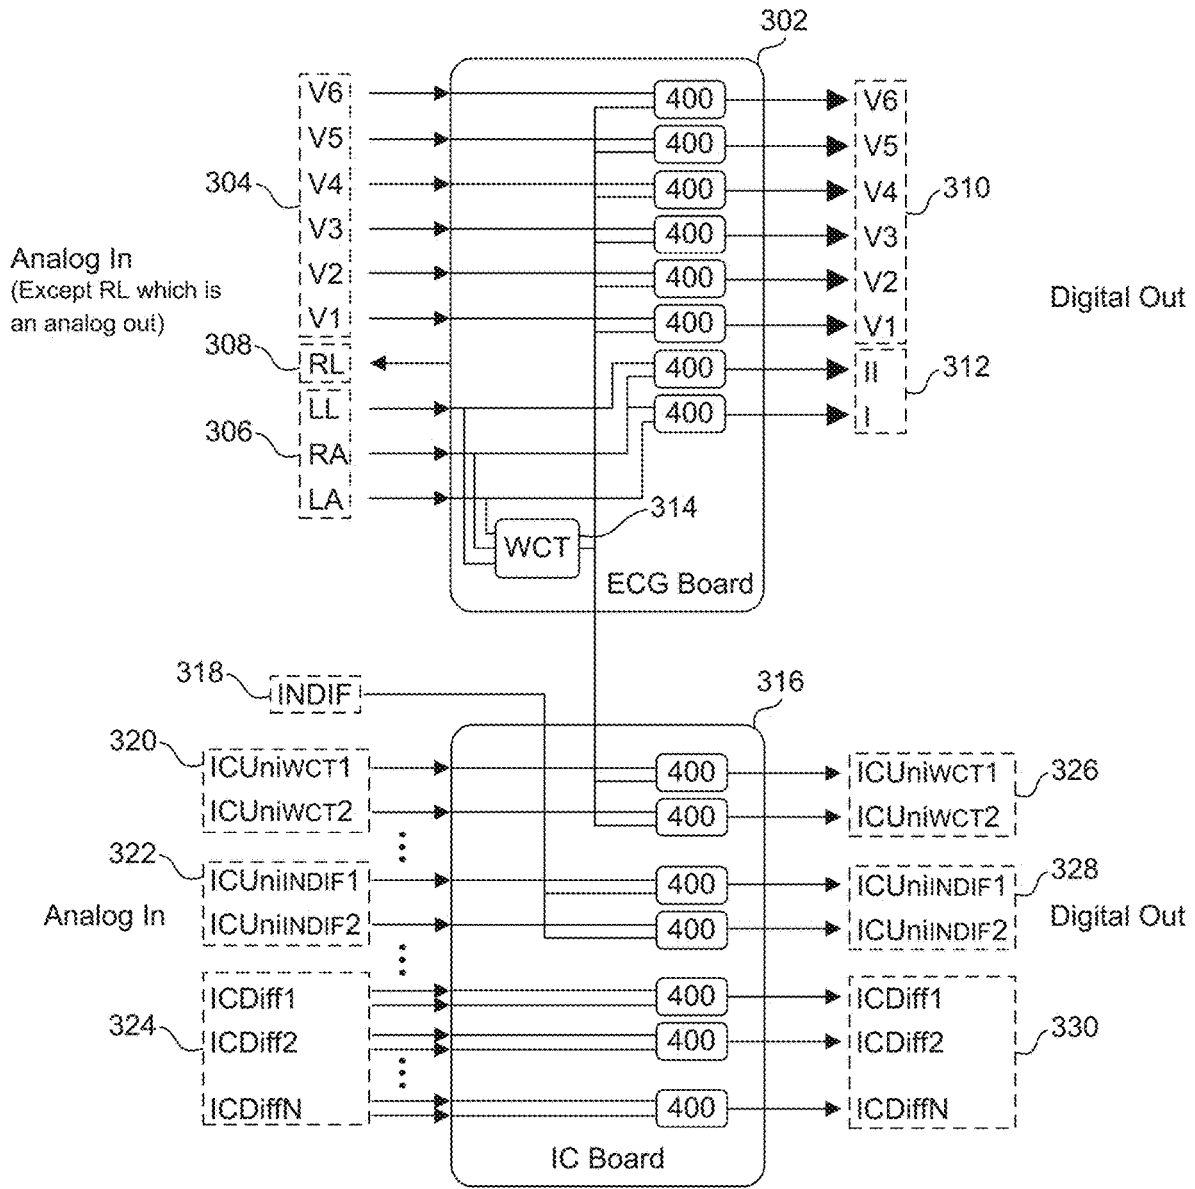 302
V6 400 V6
V5 400 V5
304 V4 400 V4 310
V3 400 V3
Analog In
(Except RL which is
an analog out)
V2 400 V2
Digital Out
V1 400 V1
308 RL 400 II 312
LL 400 I
306 RA
LA
314
WCT
ECG Board
318 INDIF
316
320 ICUniWCT1 400 ICUniWCT1 326
ICUniWCT2 400 ICUniWCT2
322 ICUniINDIF1 400 ICUniINDIF1 328
Analog In
ICUniINDIF2 400 ICUniINDIF2
Digital Out
ICDiff1 400 ICDiff1
324 ICDiff2 400 ICDiff2 330
ICDiffN 400 ICDiffN
IC Board